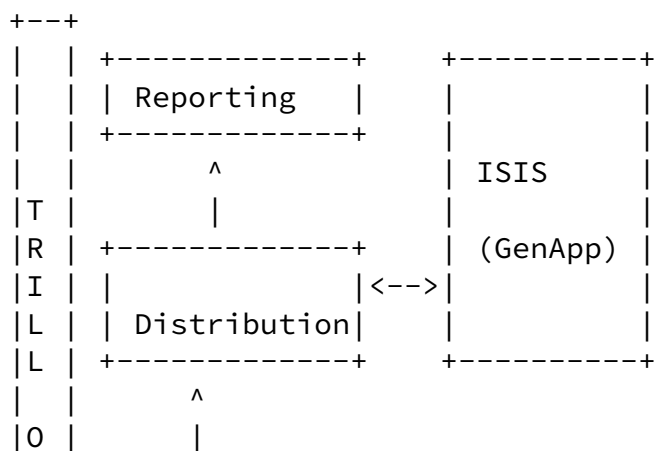 +--+
|  | +-------------+    +----------+
|  | | Reporting   |    |          |
|  | +-------------+    |          |
|  |       ^            | ISIS     |
|T |       |            |          |
|R | +-------------+    | (GenApp) |
|I | |             |<-->|          |
|L | | Distribution|    |          |
|L | +-------------+    +----------+
|  |      ^
|O |      |